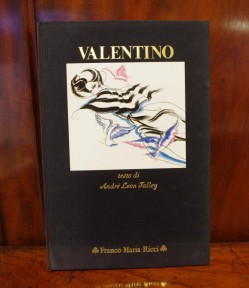 VALENTINO
testo di
André Leon Talley
Franco Maria Ricci